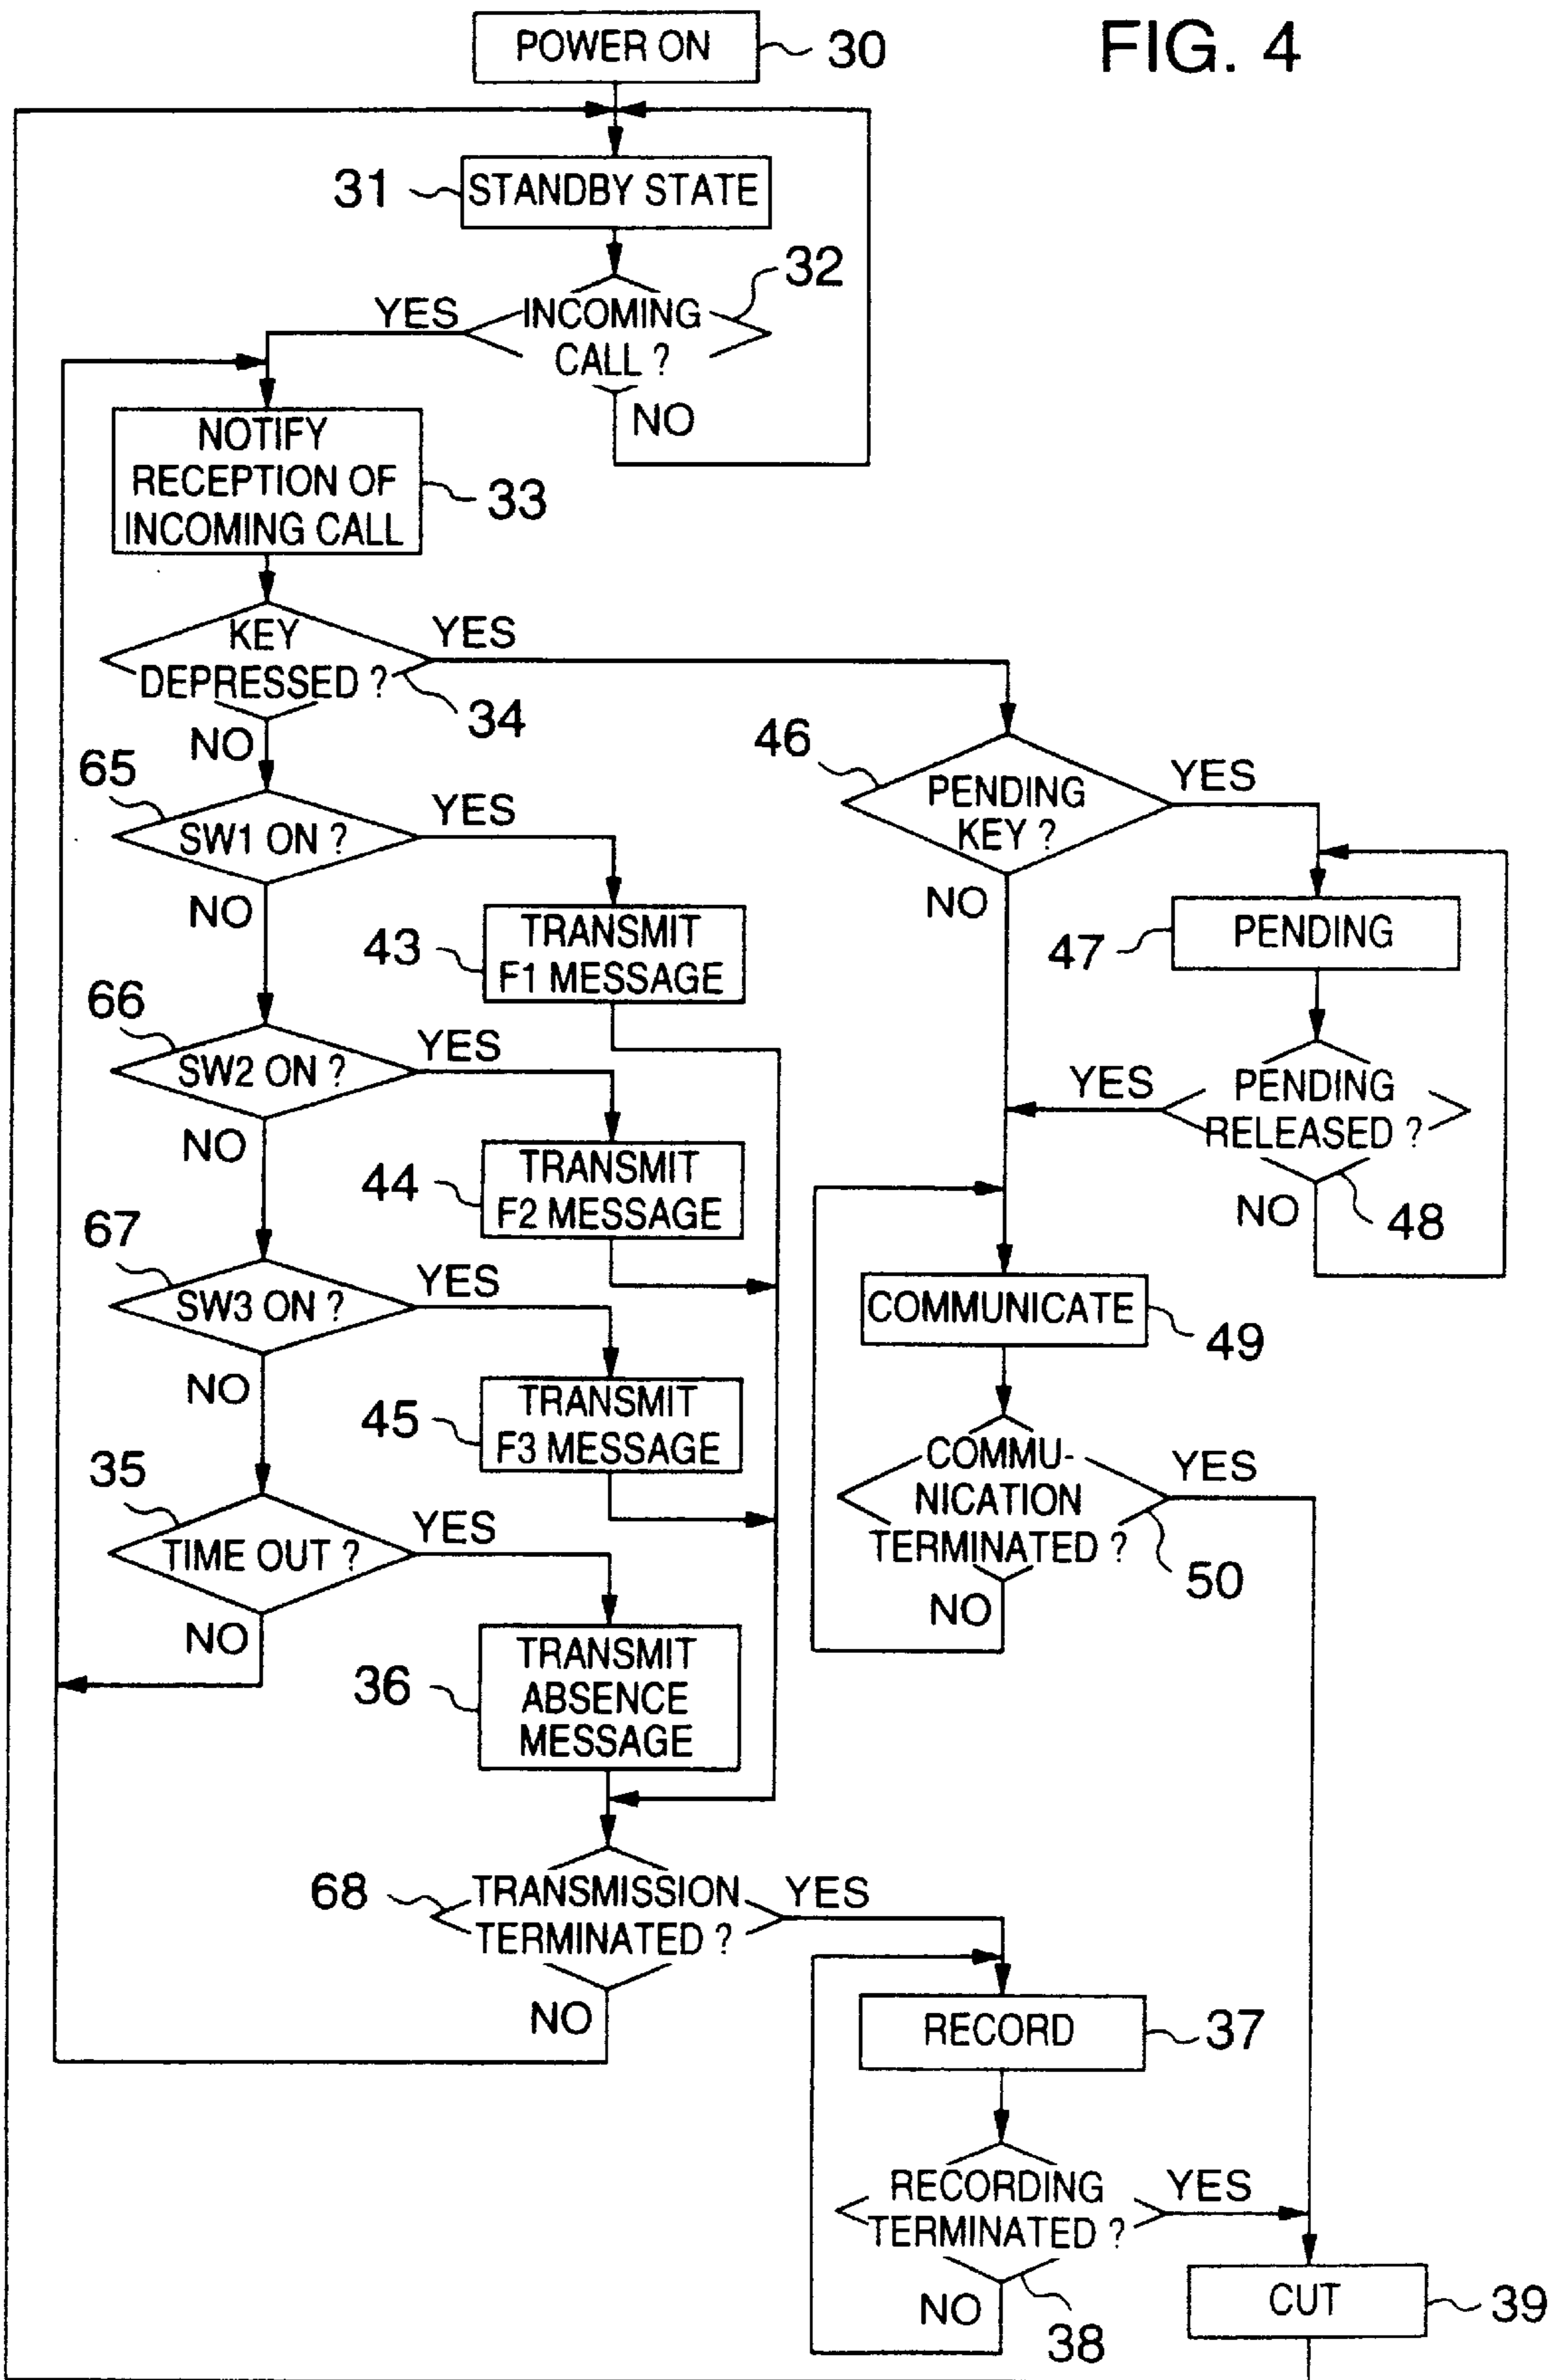 FIG. 4
POWER ON
30
31
STANDBY STATE
32
YES
INCOMING
CALL ?
NO
NOTIFY
RECEPTION OF
INCOMING CALL
33
KEY
DEPRESSED ?
YES
34
NO
46
PENDING
KEY ?
YES
NO
65
SW1 ON ?
YES
NO
43
TRANSMIT
F1 MESSAGE
47
PENDING
66
SW2 ON ?
YES
NO
YES
PENDING
RELEASED ?
NO
48
44
TRANSMIT
F2 MESSAGE
67
SW3 ON ?
YES
NO
COMMUNICATE
49
45
TRANSMIT
F3 MESSAGE
COMMU-
NICATION
TERMINATED ?
YES
50
NO
35
TIME OUT ?
YES
NO
36
TRANSMIT
ABSENCE
MESSAGE
68
TRANSMISSION
TERMINATED ?
YES
NO
RECORD
37
RECORDING
TERMINATED ?
YES
NO
38
CUT
39